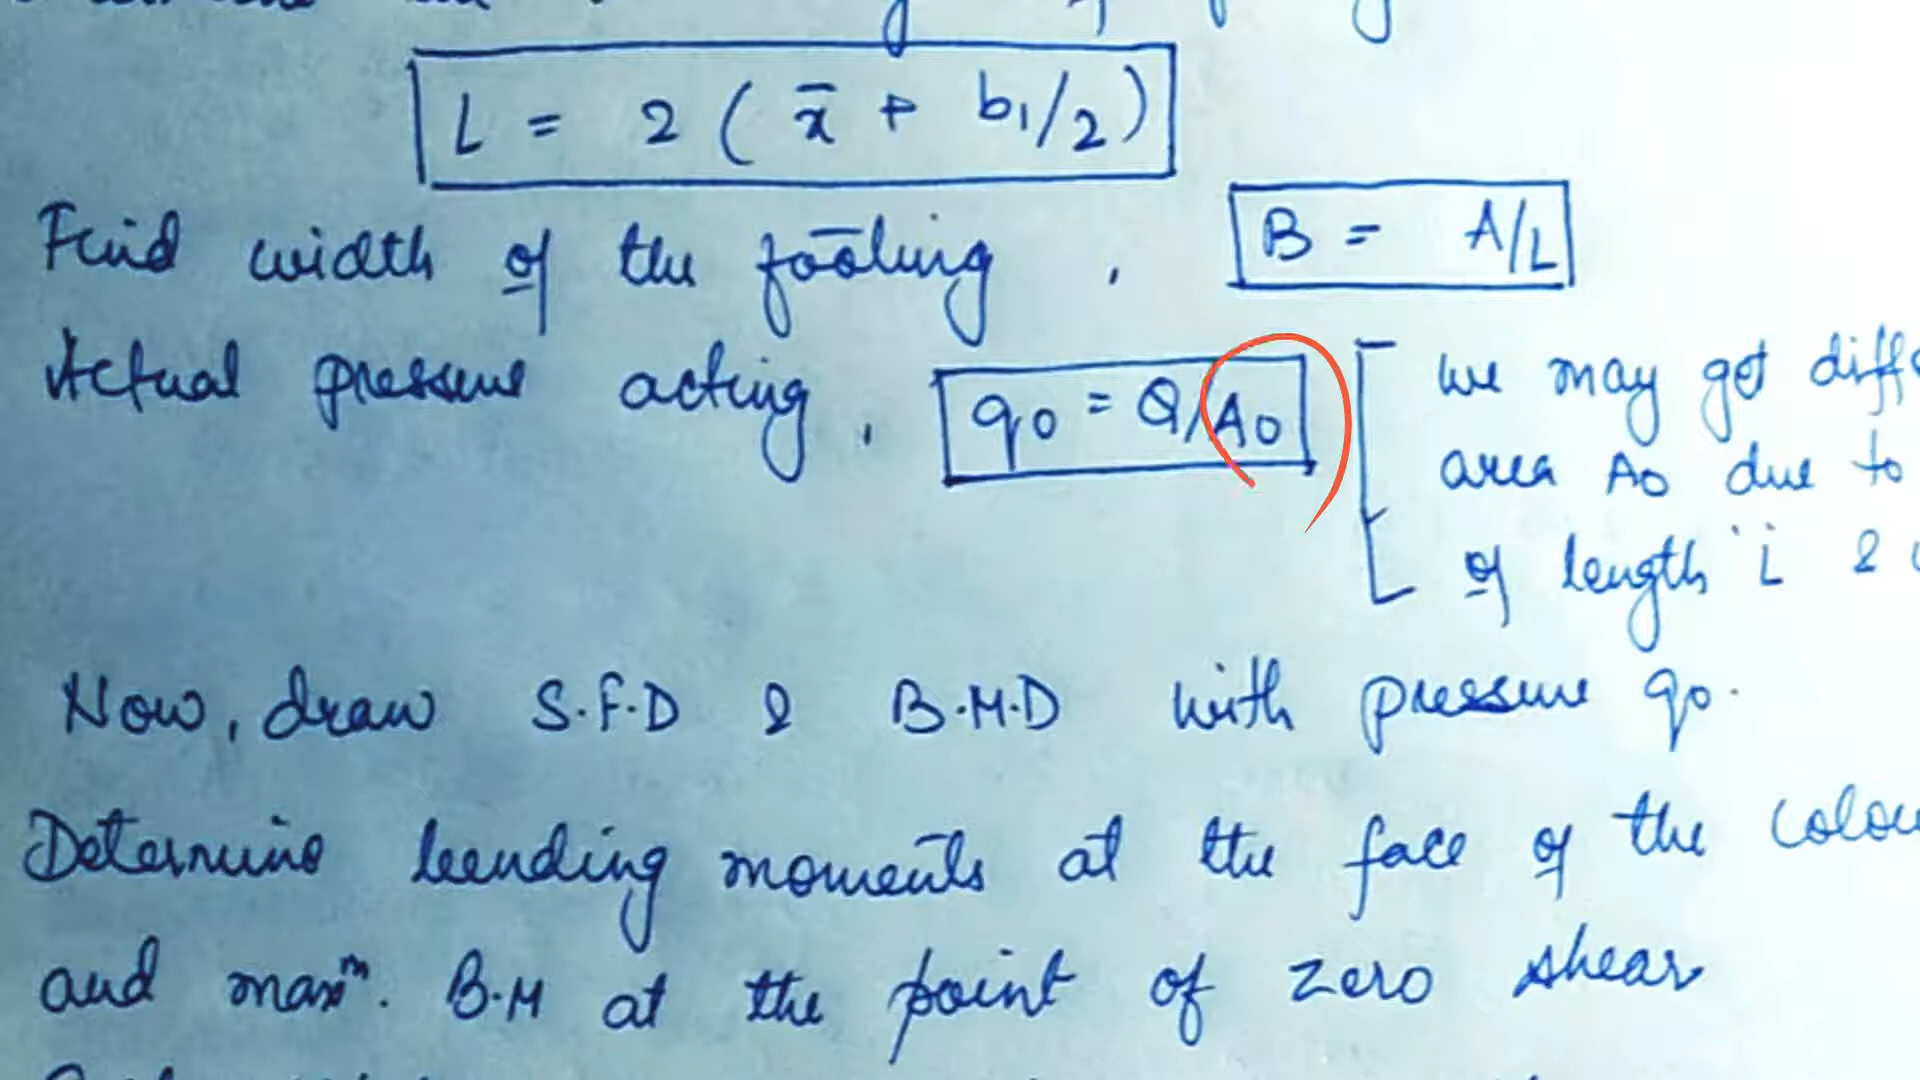 L = 2 ( x̄ + b1/2 )
Find width of the footing . B = A/L
Actual pressure acting , q0 = Q/A0 [ we may get
area A0 due to
of length L &
Now, draw S.F.D & B.M.D with pressure q0.
Determine bending moments at the face of the
and maxm. B.M at the point of zero shear